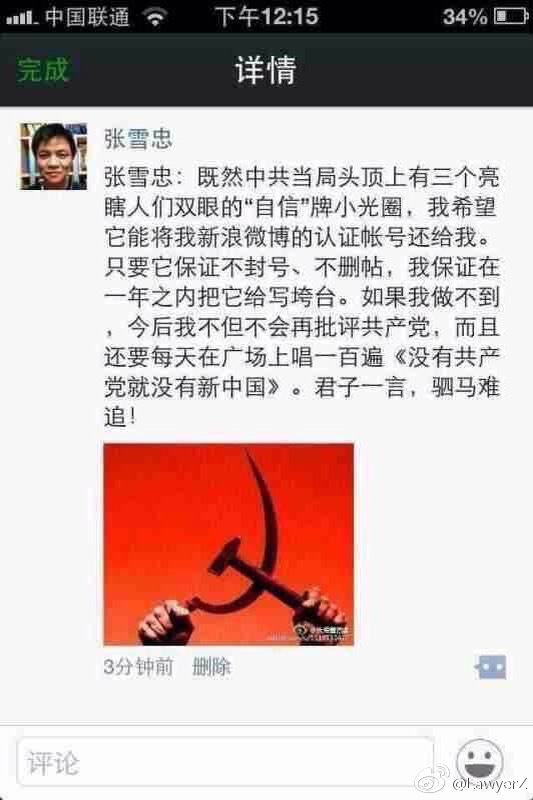 中国联通 下午12:15 34%
完成 详情
张雪忠
张雪忠：既然中共当局头顶上有三个亮
瞎人们双眼的“自信”牌小光圈，我希望
它能将我新浪微博的认证帐号还给我。
只要它保证不封号、不删帖，我保证在
一年之内把它给写垮台。如果我做不到
，今后我不但不会再批评共产党，而且
还要每天在广场上唱一百遍《没有共产
党就没有新中国》。君子一言，驷马难
追！
3分钟前 删除
评论